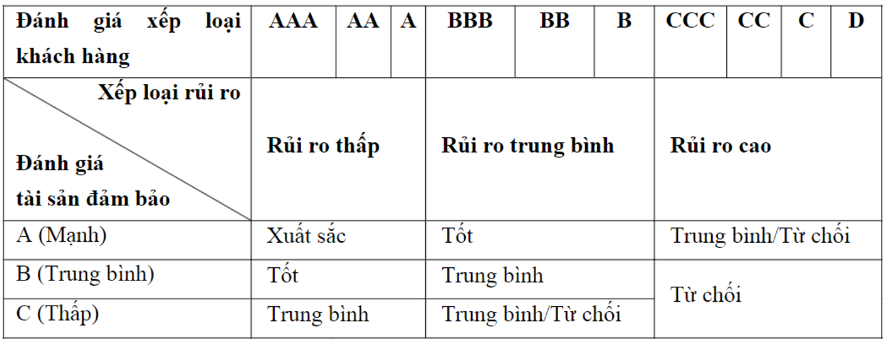 Đánh giá xếp loại AAA AA A BBB BB B CCC CC C D
khách hàng
Xếp loại rủi ro
Rủi ro thấp Rủi ro trung bình Rủi ro cao
Đánh giá
tài sản đảm bảo
A (Mạnh) Xuất sắc Tốt Trung bình/Từ chối
B (Trung bình) Tốt Trung bình
Từ chối
C (Thấp) Trung bình Trung bình/Từ chối